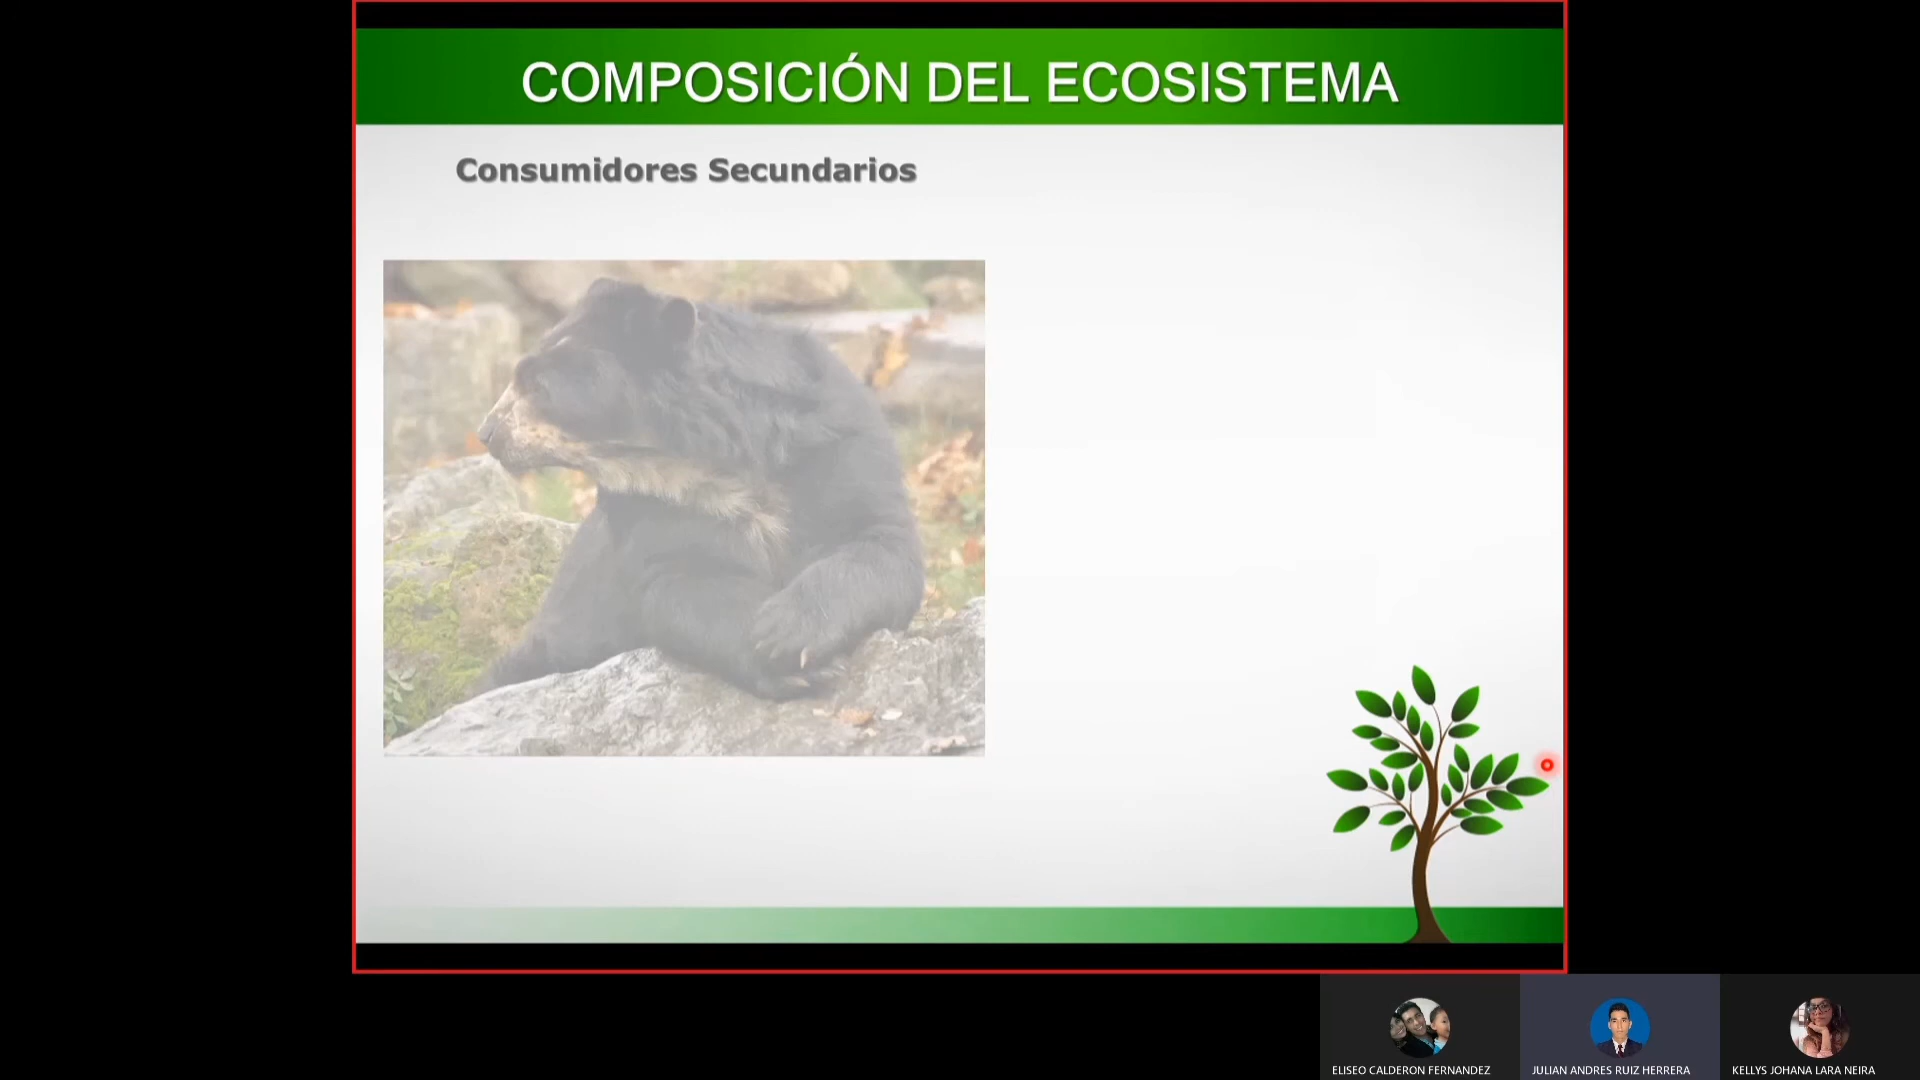 COMPOSICIÓN DEL ECOSISTEMA
Consumidores Secundarios
ELISEO CALDERON FERNANDEZ
JULIAN ANDRES RUIZ HERRERA
KELLYS JOHANA LARA NEIRA